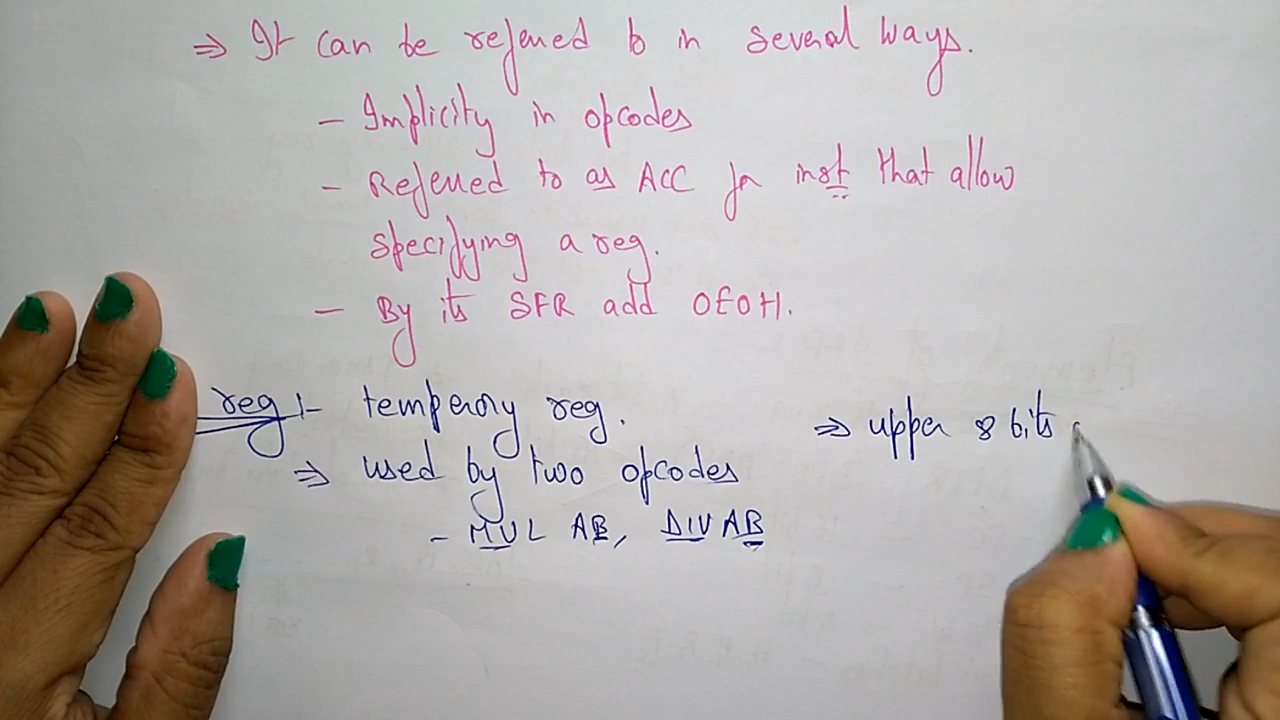 ⇒ It can be refered to in several ways.
- Implicity in opcodes
- Refered to as ACC for inst that allow
specifying a reg.
- By its SFR add 0E0H.
reg :- temperory reg.
⇒ upper 8 bits
⇒ used by two opcodes
- MUL AB, DIV AB